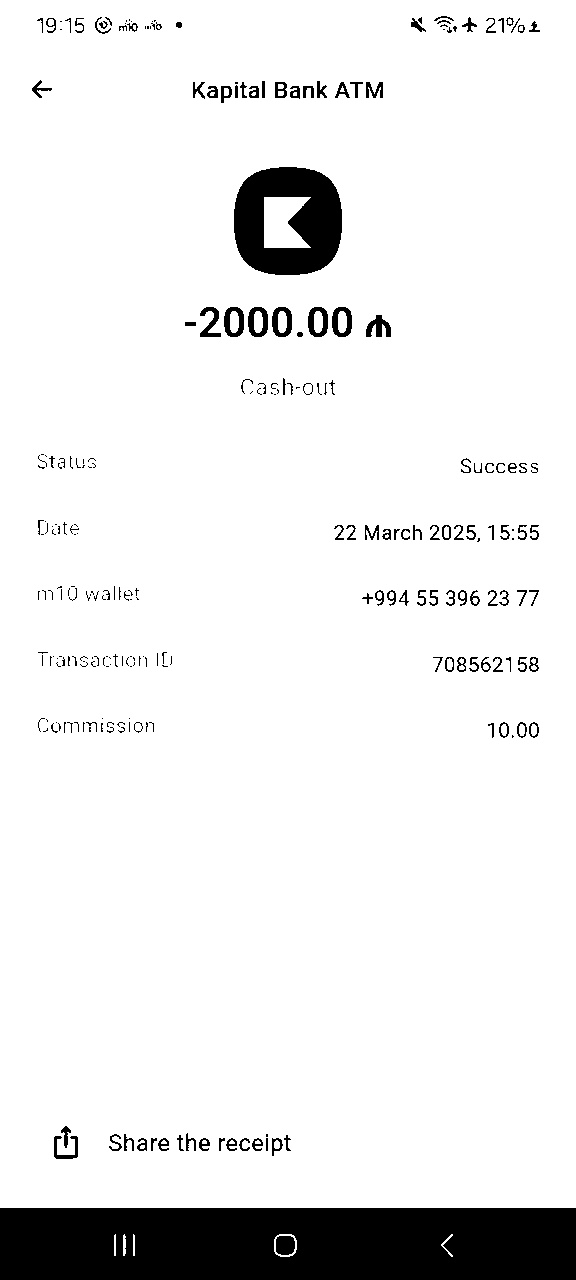 19:15 m10 m10 21%
Kapital Bank ATM
-2000.00 ₼
Cash-out
Status Success
Date 22 March 2025, 15:55
m10 wallet +994 55 396 23 77
Transaction ID 708562158
Commission 10.00
Share the receipt